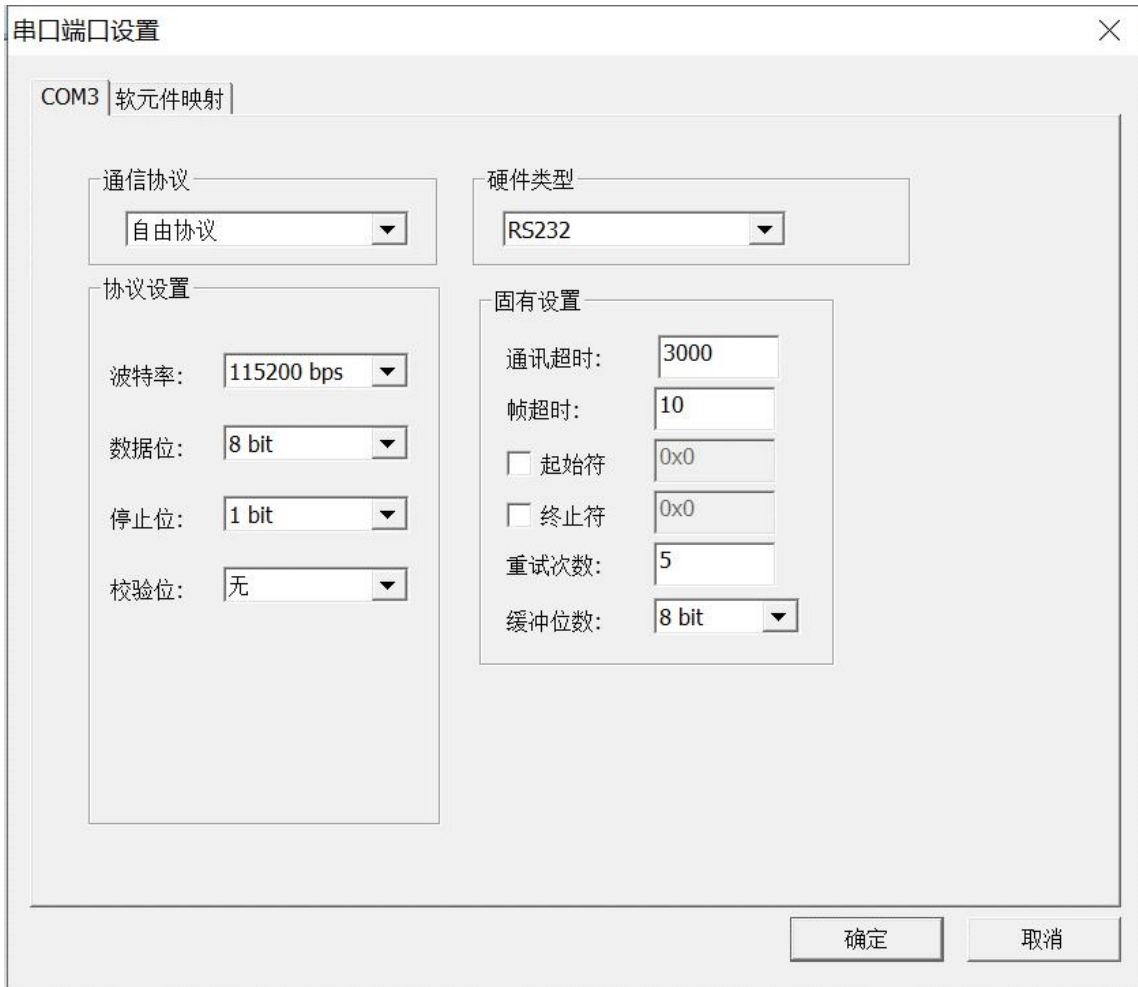 串口端口设置
COM3 软元件映射
通信协议
自由协议
硬件类型
RS232
协议设置
波特率: 115200 bps
数据位: 8 bit
停止位: 1 bit
校验位: 无
固有设置
通讯超时: 3000
帧超时: 10
起始符 0x0
终止符 0x0
重试次数: 5
缓冲位数: 8 bit
确定 取消